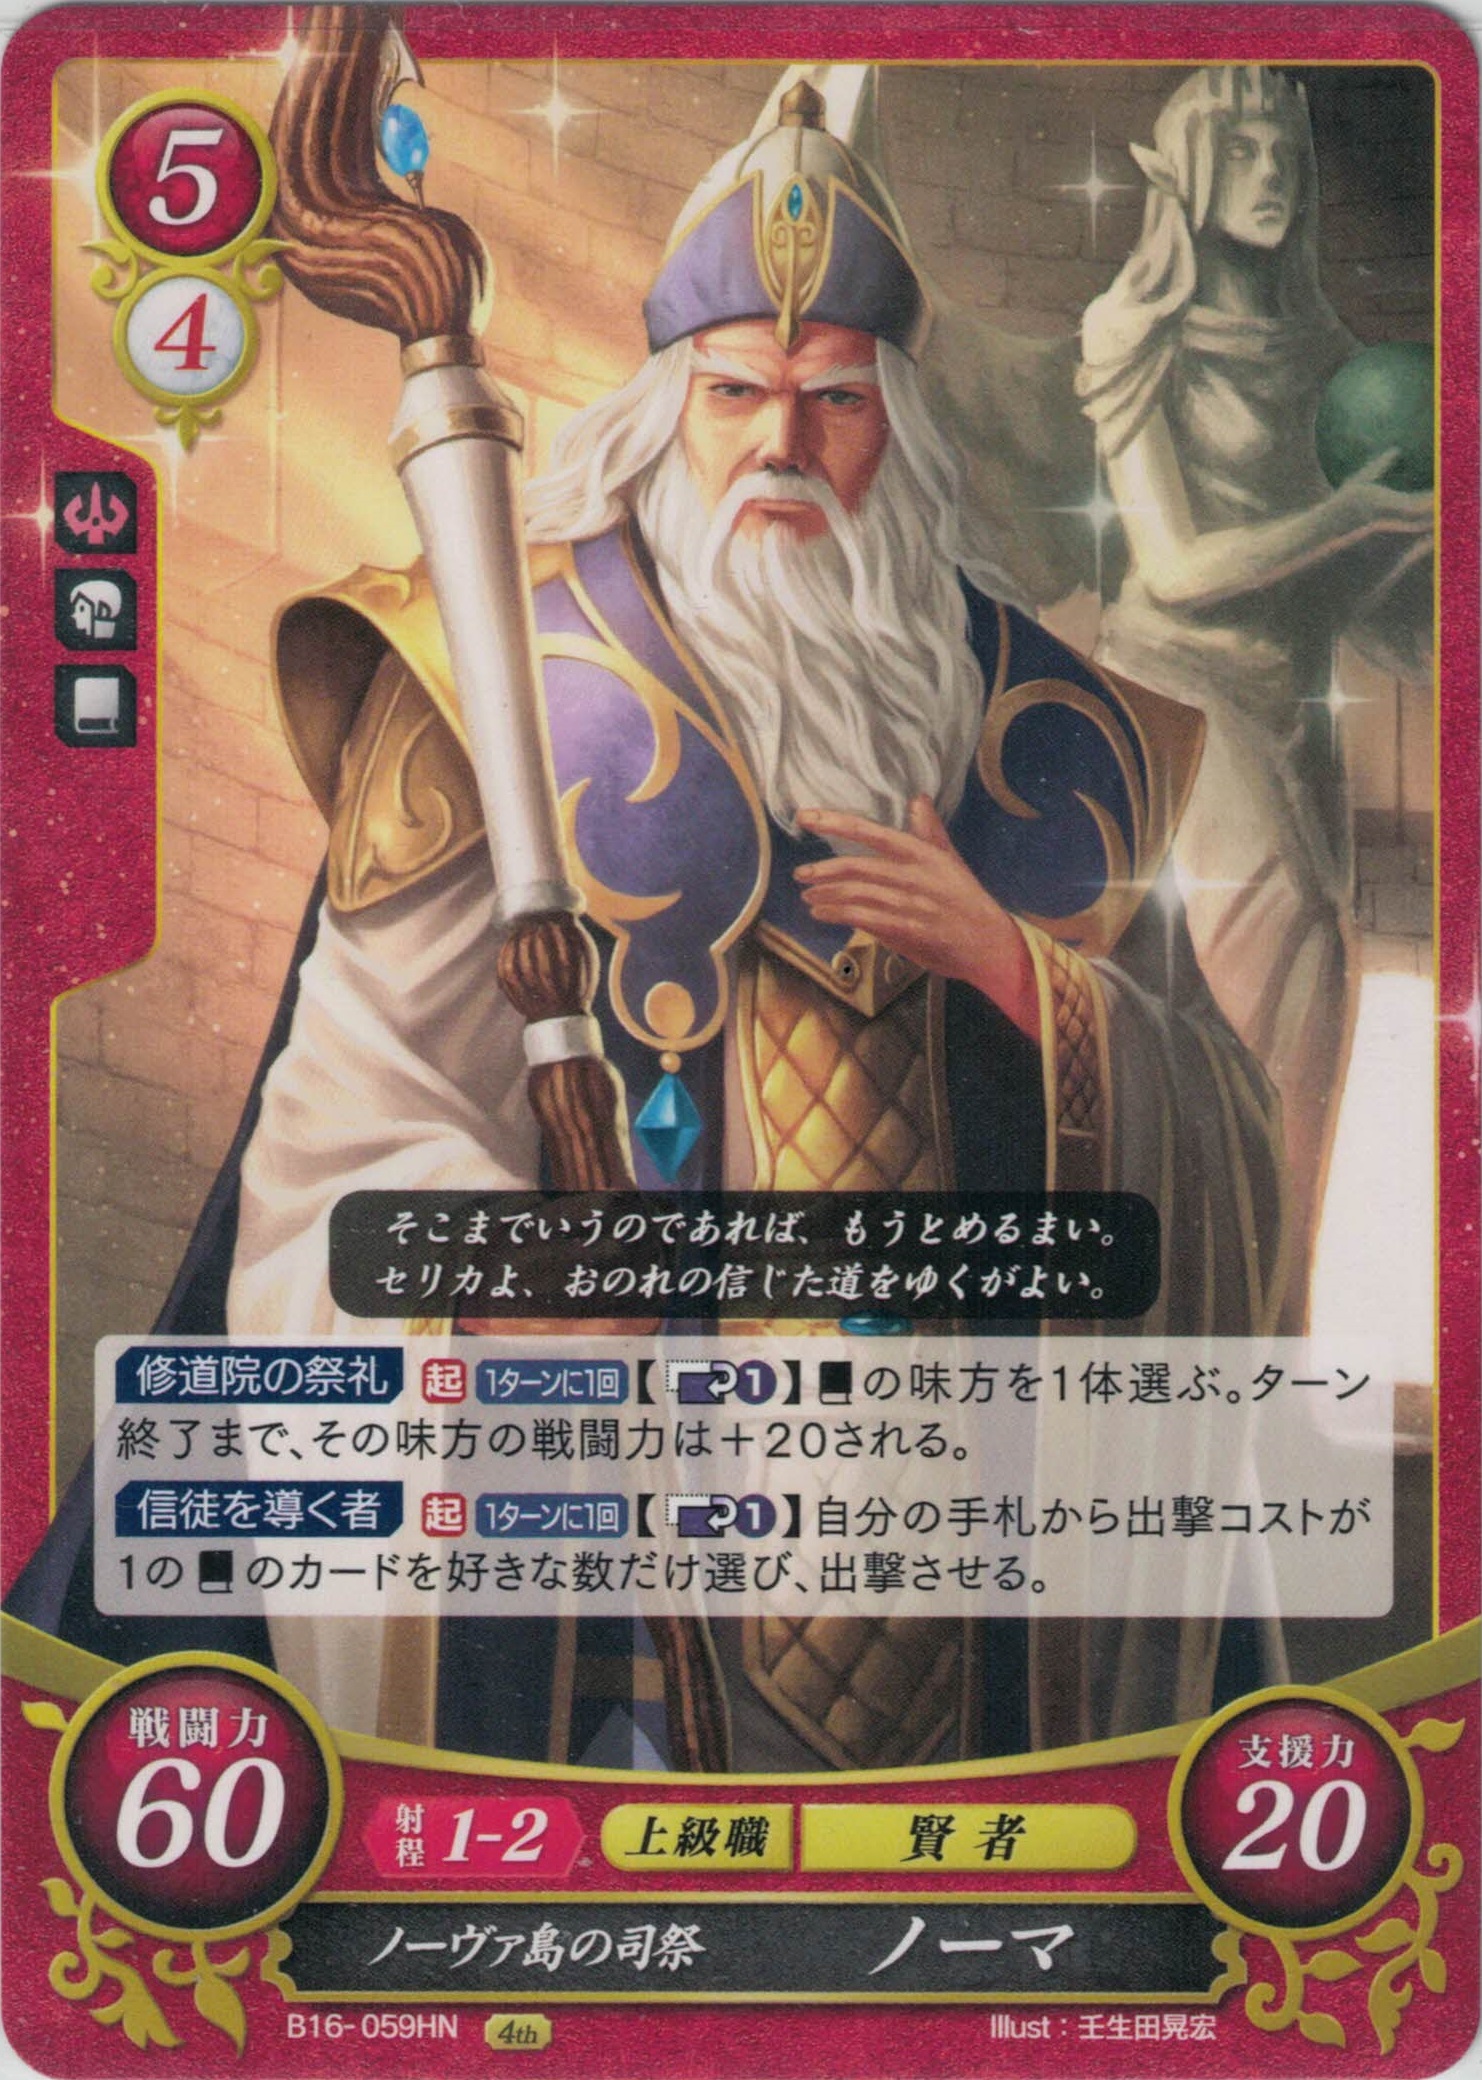 5
4
そこまでいうのであれば、もうとめるまい。
セリカよ、おのれの信じた道をゆくがよい。
修道院の祭礼 起 1ターンに1回【1】の味方を1体選ぶ。ターン
終了まで、その味方の戦闘力は＋20される。
信徒を導く者 起 1ターンに1回【1】自分の手札から出撃コストが
1の のカードを好きな数だけ選び、出撃させる。
戦闘力
60
射程 1-2 上級職 賢者
支援力
20
ノーヴァ島の司祭 ノーマ
B16-059HN 4th Illust：壬生田晃宏